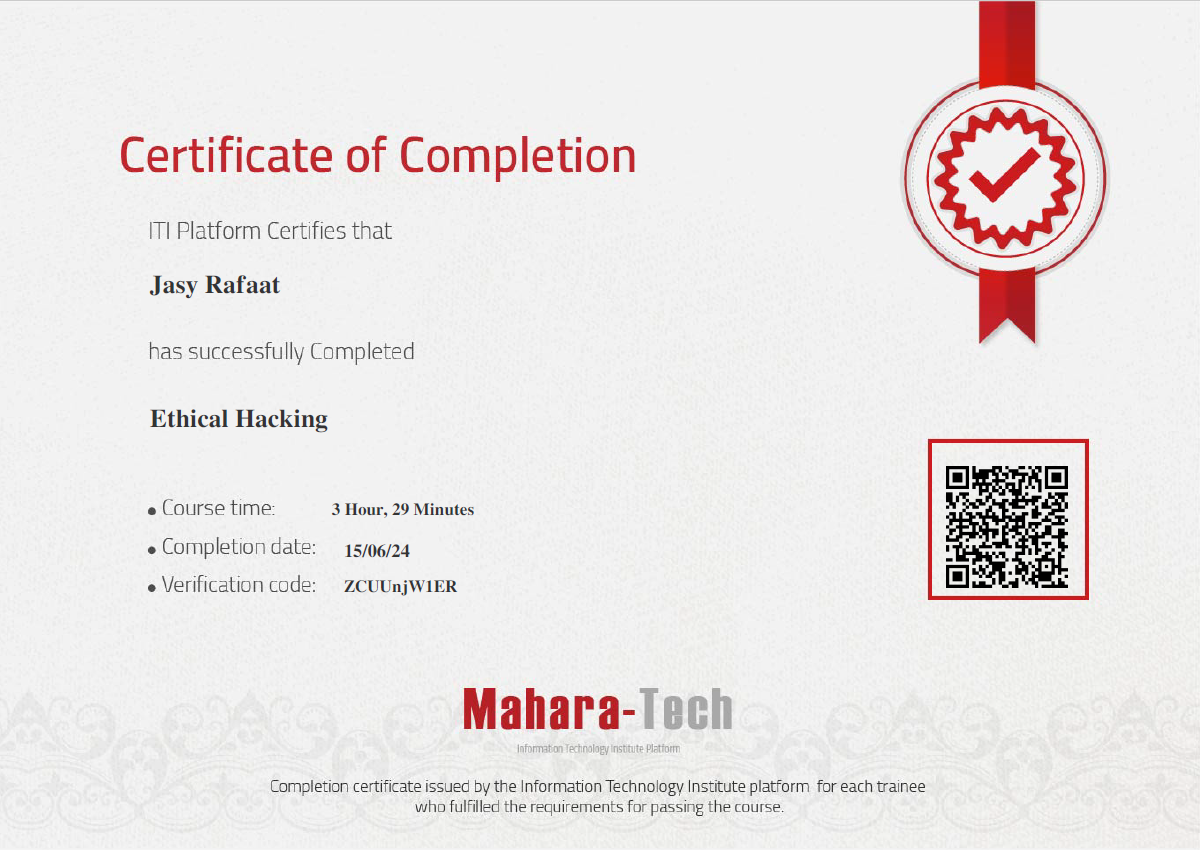 Certificate of Completion
ITI Platform Certifies that
Jasy Rafaat
has successfully Completed
Ethical Hacking
• Course time: 3 Hour, 29 Minutes
• Completion date: 15/06/24
• Verification code: ZCUUnjW1ER
Mahara-Tech
Information Technology Institute Platform
Completion certificate issued by the Information Technology Institute platform for each trainee
who fulfilled the requirements for passing the course.